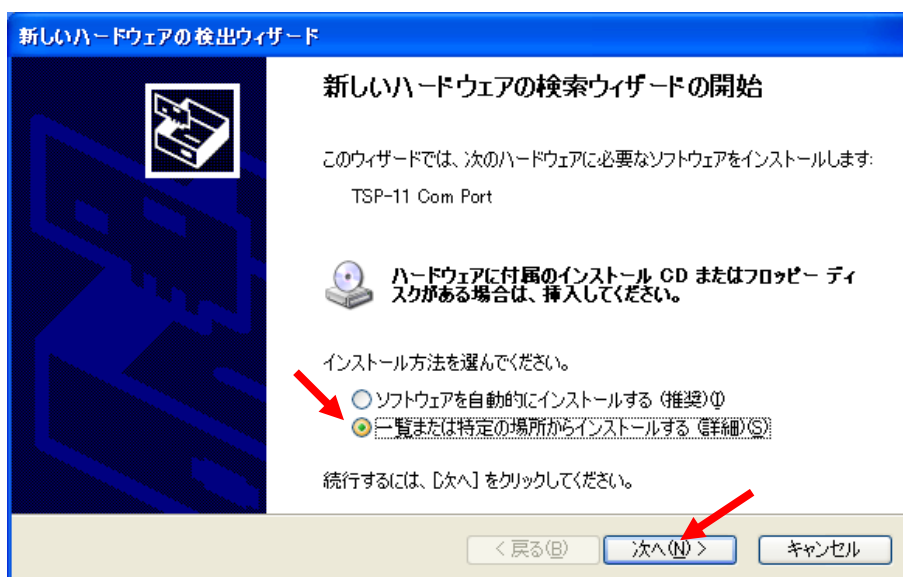 新しいハードウェアの検出ウィザード
新しいハードウェアの検索ウィザードの開始
このウィザードでは、次のハードウェアに必要なソフトウェアをインストールします:
TSP-11 Com Port
ハードウェアに付属のインストール CD またはフロッピー ディ
スクがある場合は、挿入してください。
インストール方法を選んでください。
ソフトウェアを自動的にインストールする (推奨)(I)
一覧または特定の場所からインストールする (詳細)(S)
続行するには、[次へ] をクリックしてください。
< 戻る(B)
次へ(N) >
キャンセル